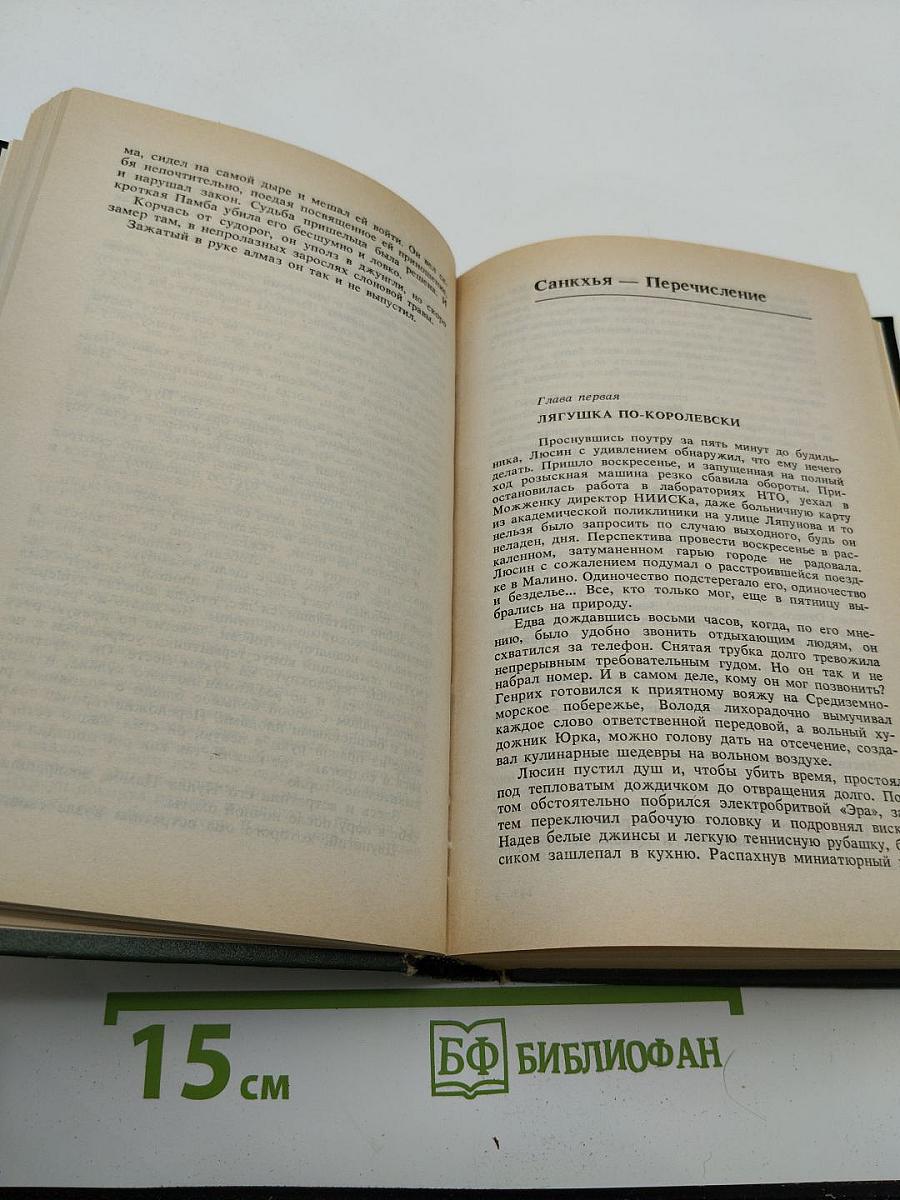 ма, сидел на самой дыре и мешал ей войти. Он вел се-
бя непочтительно, поедая посвященное ей приношение,
и нарушал закон. Судьба пришельца была решена. И
кроткая Памба убила его бесшумно и ловко.
Корчась от судорог, он уполз в джунгли, но скоро
замер там, в непролазных зарослях слоновой травы.
Зажатый в руке алмаз он так и не выпустил.
Санкхья — Перечисление
Глава первая
ЛЯГУШКА ПО-КОРОЛЕВСКИ
Проснувшись поутру за пять минут до будиль-
ника, Люсин с удивлением обнаружил, что ему нечего
делать. Пришло воскресенье, и запущенная на полный
ход розыскная машина резко сбавила обороты. При-
остановилась работа в лабораториях НТО, уехал в
Можженку директор НИИСКа, даже больничную карту
из академической поликлиники на улице Ляпунова и то
нельзя было запросить по случаю выходного, будь он
неладен, дня. Перспектива провести воскресенье в рас-
каленном, затуманенном гарью городе не радовала.
Люсин с сожалением подумал о расстроившейся поезд-
ке в Малино. Одиночество подстерегало его, одиночество
и безделье... Все, кто только мог, еще в пятницу вы-
брались на природу.
Едва дождавшись восьми часов, когда, по его мне-
нию, было удобно звонить отдыхающим людям, он
схватился за телефон. Снятая трубка долго тревожила
непрерывным требовательным гудом. Но он так и не
набрал номер. И в самом деле, кому он мог позвонить?
Генрих готовился к приятному вояжу на Средиземно-
морское побережье, Володя лихорадочно вымучивал
каждое слово ответственной передовой, а вольный ху-
дожник Юрка, можно голову дать на отсечение, созда-
вал кулинарные шедевры на вольном воздухе.
Люсин пустил душ и, чтобы убить время, простоял
под тепловатым дождичком до отвращения долго. По
том обстоятельно побрился электробритвой «Эра», за
тем переключил рабочую головку и подровнял виск
Надев белые джинсы и легкую теннисную рубашку, б
сиком зашлепал в кухню. Распахнув миниатюрный
15 см
БФ БИБЛИОФАН